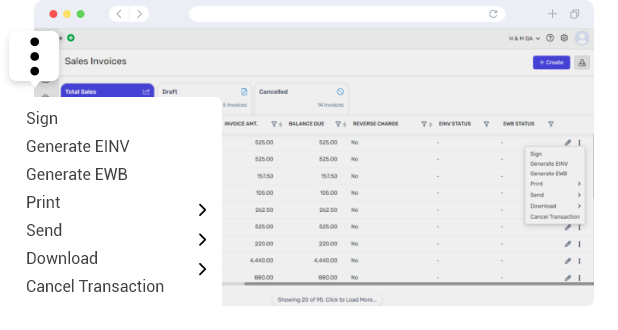 H & M QA
Sales Invoices
+ Create
Total Sales
Draft
Cancelled
5 Invoices
14 Invoices
INVOICE AMT. BALANCE DUE REVERSE CHARGE EINV STATUS EWB STATUS
525.00 525.00 No - -
525.00 525.00 No - -
157.50 157.50 No - -
105.00 105.00 No - -
262.50 262.50 No - -
525.00 525.00 No - -
220.00 220.00 No - -
4,440.00 4,440.00 No - -
880.00 880.00 No - -
Showing 20 of 95. Click to Load More...
Sign
Generate EINV
Generate EWB
Print
Send
Download
Cancel Transaction
Sign
Generate EINV
Generate EWB
Print
Send
Download
Cancel Transaction